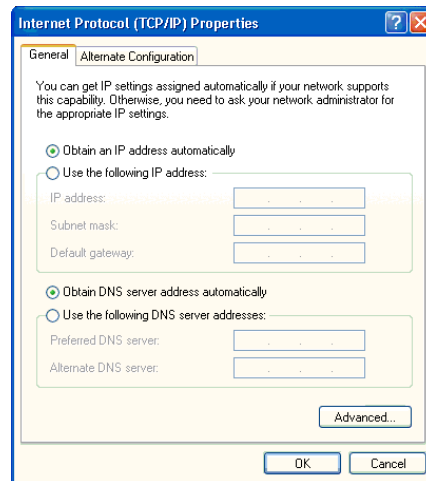 Internet Protocol (TCP/IP) Properties
General
Alternate Configuration
You can get IP settings assigned automatically if your network supports
this capability. Otherwise, you need to ask your network administrator for
the appropriate IP settings.
Obtain an IP address automatically
Use the following IP address:
IP address:
Subnet mask:
Default gateway:
Obtain DNS server address automatically
Use the following DNS server addresses:
Preferred DNS server:
Alternate DNS server:
Advanced...
OK
Cancel